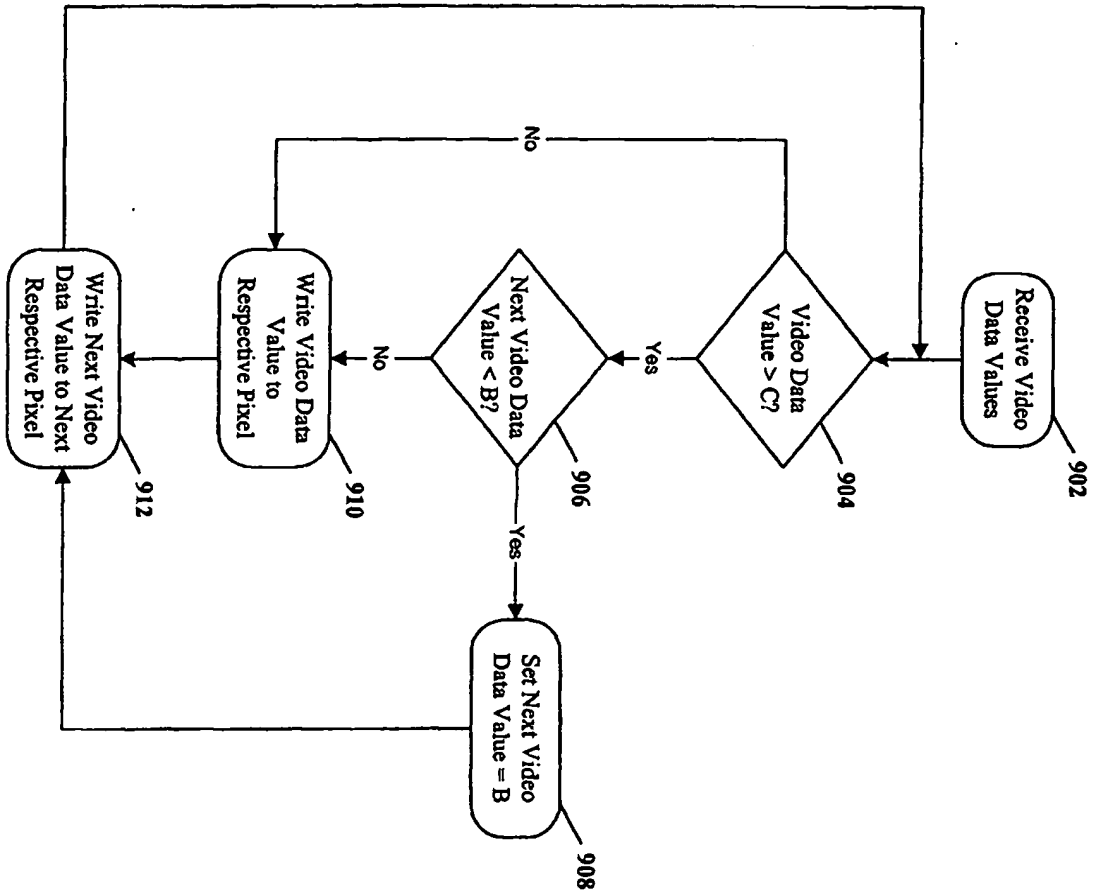 Receive Video
Data Values
902
Video Data
Value > C?
904
No
Yes
Next Video Data
Value < B?
906
Yes
No
Set Next Video
Data Value = B
908
Write Video Data
Value to
Respective Pixel
910
Write Next Video
Data Value to Next
Respective Pixel
912